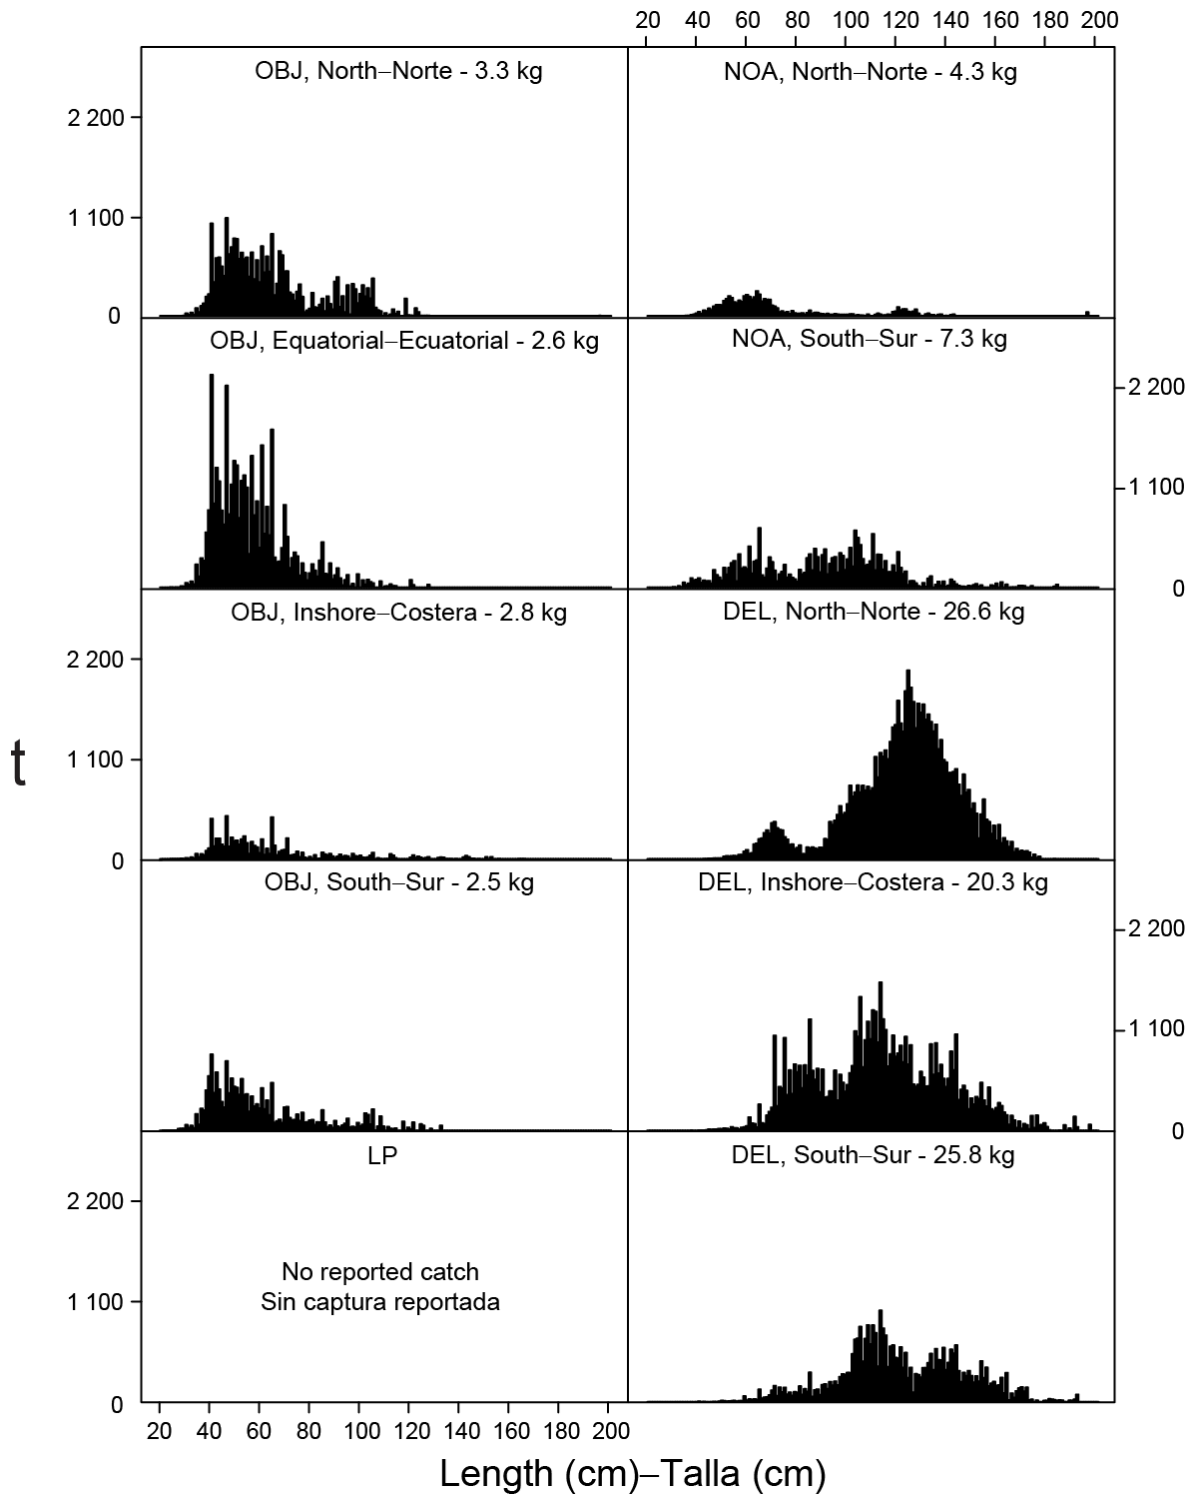 20 40 60 80 100 120 140 160 180 200
OBJ, North–Norte - 3.3 kg
NOA, North–Norte - 4.3 kg
2 200
1 100
0
OBJ, Equatorial–Ecuatorial - 2.6 kg
NOA, South–Sur - 7.3 kg
2 200
1 100
0
OBJ, Inshore–Costera - 2.8 kg
DEL, North–Norte - 26.6 kg
2 200
1 100
0
t
OBJ, South–Sur - 2.5 kg
DEL, Inshore–Costera - 20.3 kg
2 200
1 100
0
LP
DEL, South–Sur - 25.8 kg
2 200
No reported catch
Sin captura reportada
1 100
0
20 40 60 80 100 120 140 160 180 200
Length (cm)–Talla (cm)